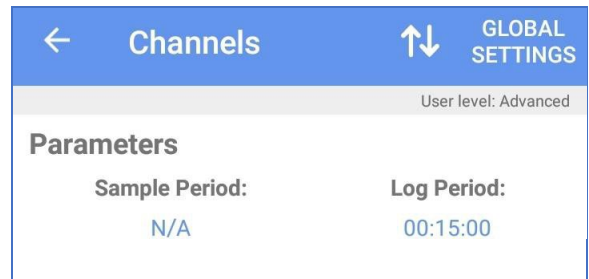 Channels
GLOBAL
SETTINGS
User level: Advanced
Parameters
Sample Period: Log Period:
N/A 00:15:00